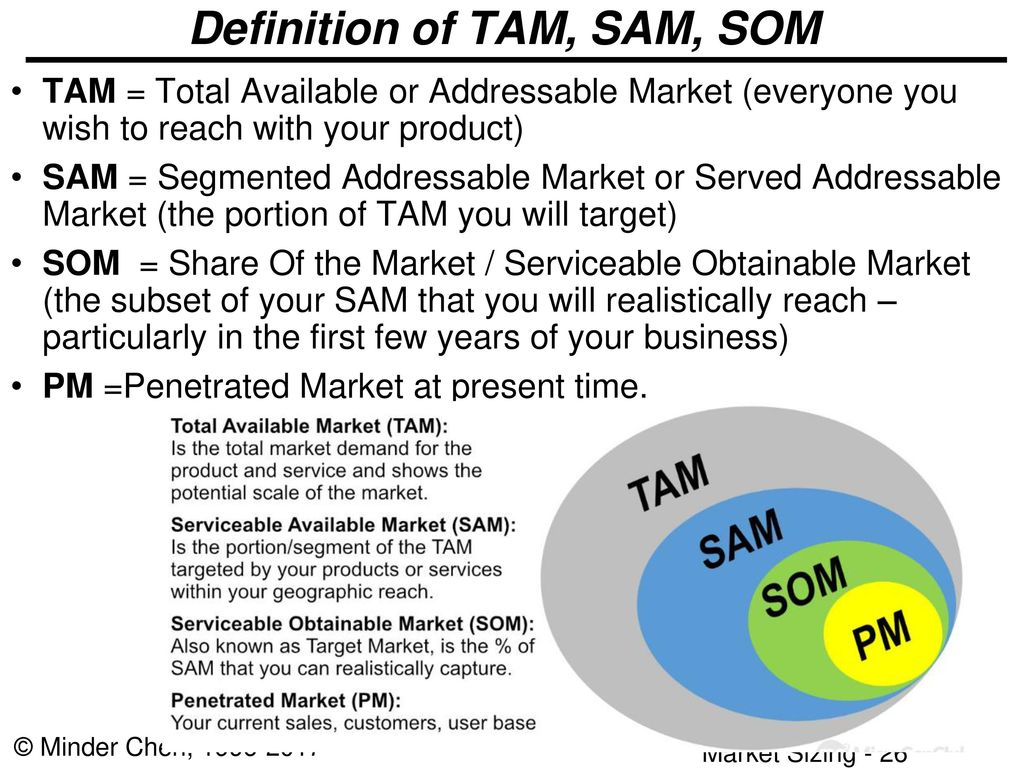 Definition of TAM, SAM, SOM
• TAM = Total Available or Addressable Market (everyone you
wish to reach with your product)
• SAM = Segmented Addressable Market or Served Addressable
Market (the portion of TAM you will target)
• SOM = Share Of the Market / Serviceable Obtainable Market
(the subset of your SAM that you will realistically reach –
particularly in the first few years of your business)
• PM =Penetrated Market at present time.
Total Available Market (TAM):
Is the total market demand for the
product and service and shows the
potential scale of the market.
Serviceable Available Market (SAM):
Is the portion/segment of the TAM
targeted by your products or services
within your geographic reach.
Serviceable Obtainable Market (SOM):
Also known as Target Market, is the % of
SAM that you can realistically capture.
Penetrated Market (PM):
Your current sales, customers, user base
TAM
SAM
SOM
PM
© Minder Chen,
Market Sizing - 26